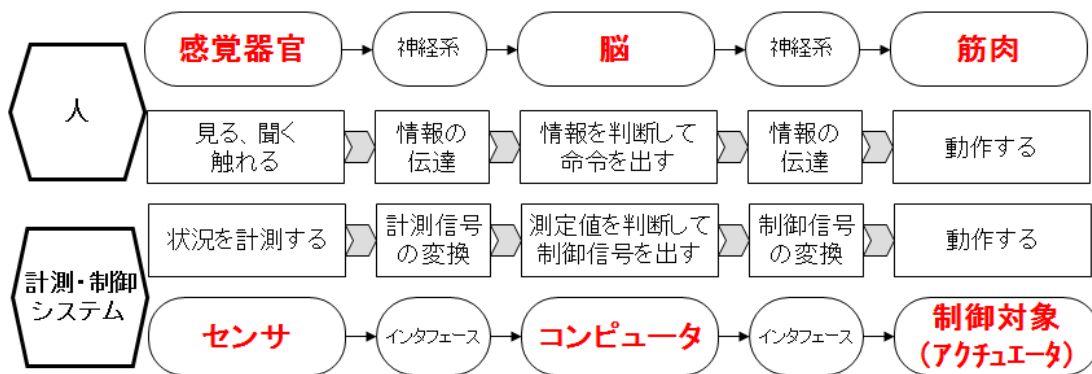 感覚器官
神経系
脳
神経系
筋肉
人
見る、聞く
触れる
情報の
伝達
情報を判断して
命令を出す
情報の
伝達
動作する
状況を計測する
計測信号
の変換
測定値を判断して
制御信号を出す
制御信号
の変換
動作する
計測・制御
システム
センサ
インタフェース
コンピュータ
インタフェース
制御対象
(アクチュエータ)